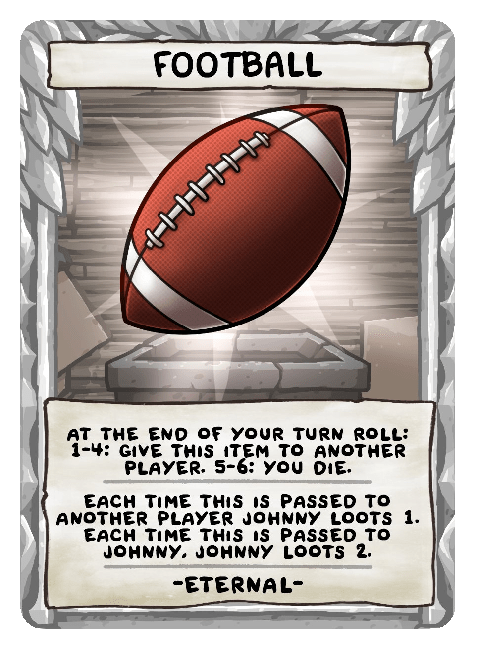 FOOTBALL
AT THE END OF YOUR TURN ROLL:
1-4: GIVE THIS ITEM TO ANOTHER
PLAYER. 5-6: YOU DIE.
EACH TIME THIS IS PASSED TO
ANOTHER PLAYER JOHNNY LOOTS 1.
EACH TIME THIS IS PASSED TO
JOHNNY, JOHNNY LOOTS 2.
-ETERNAL-